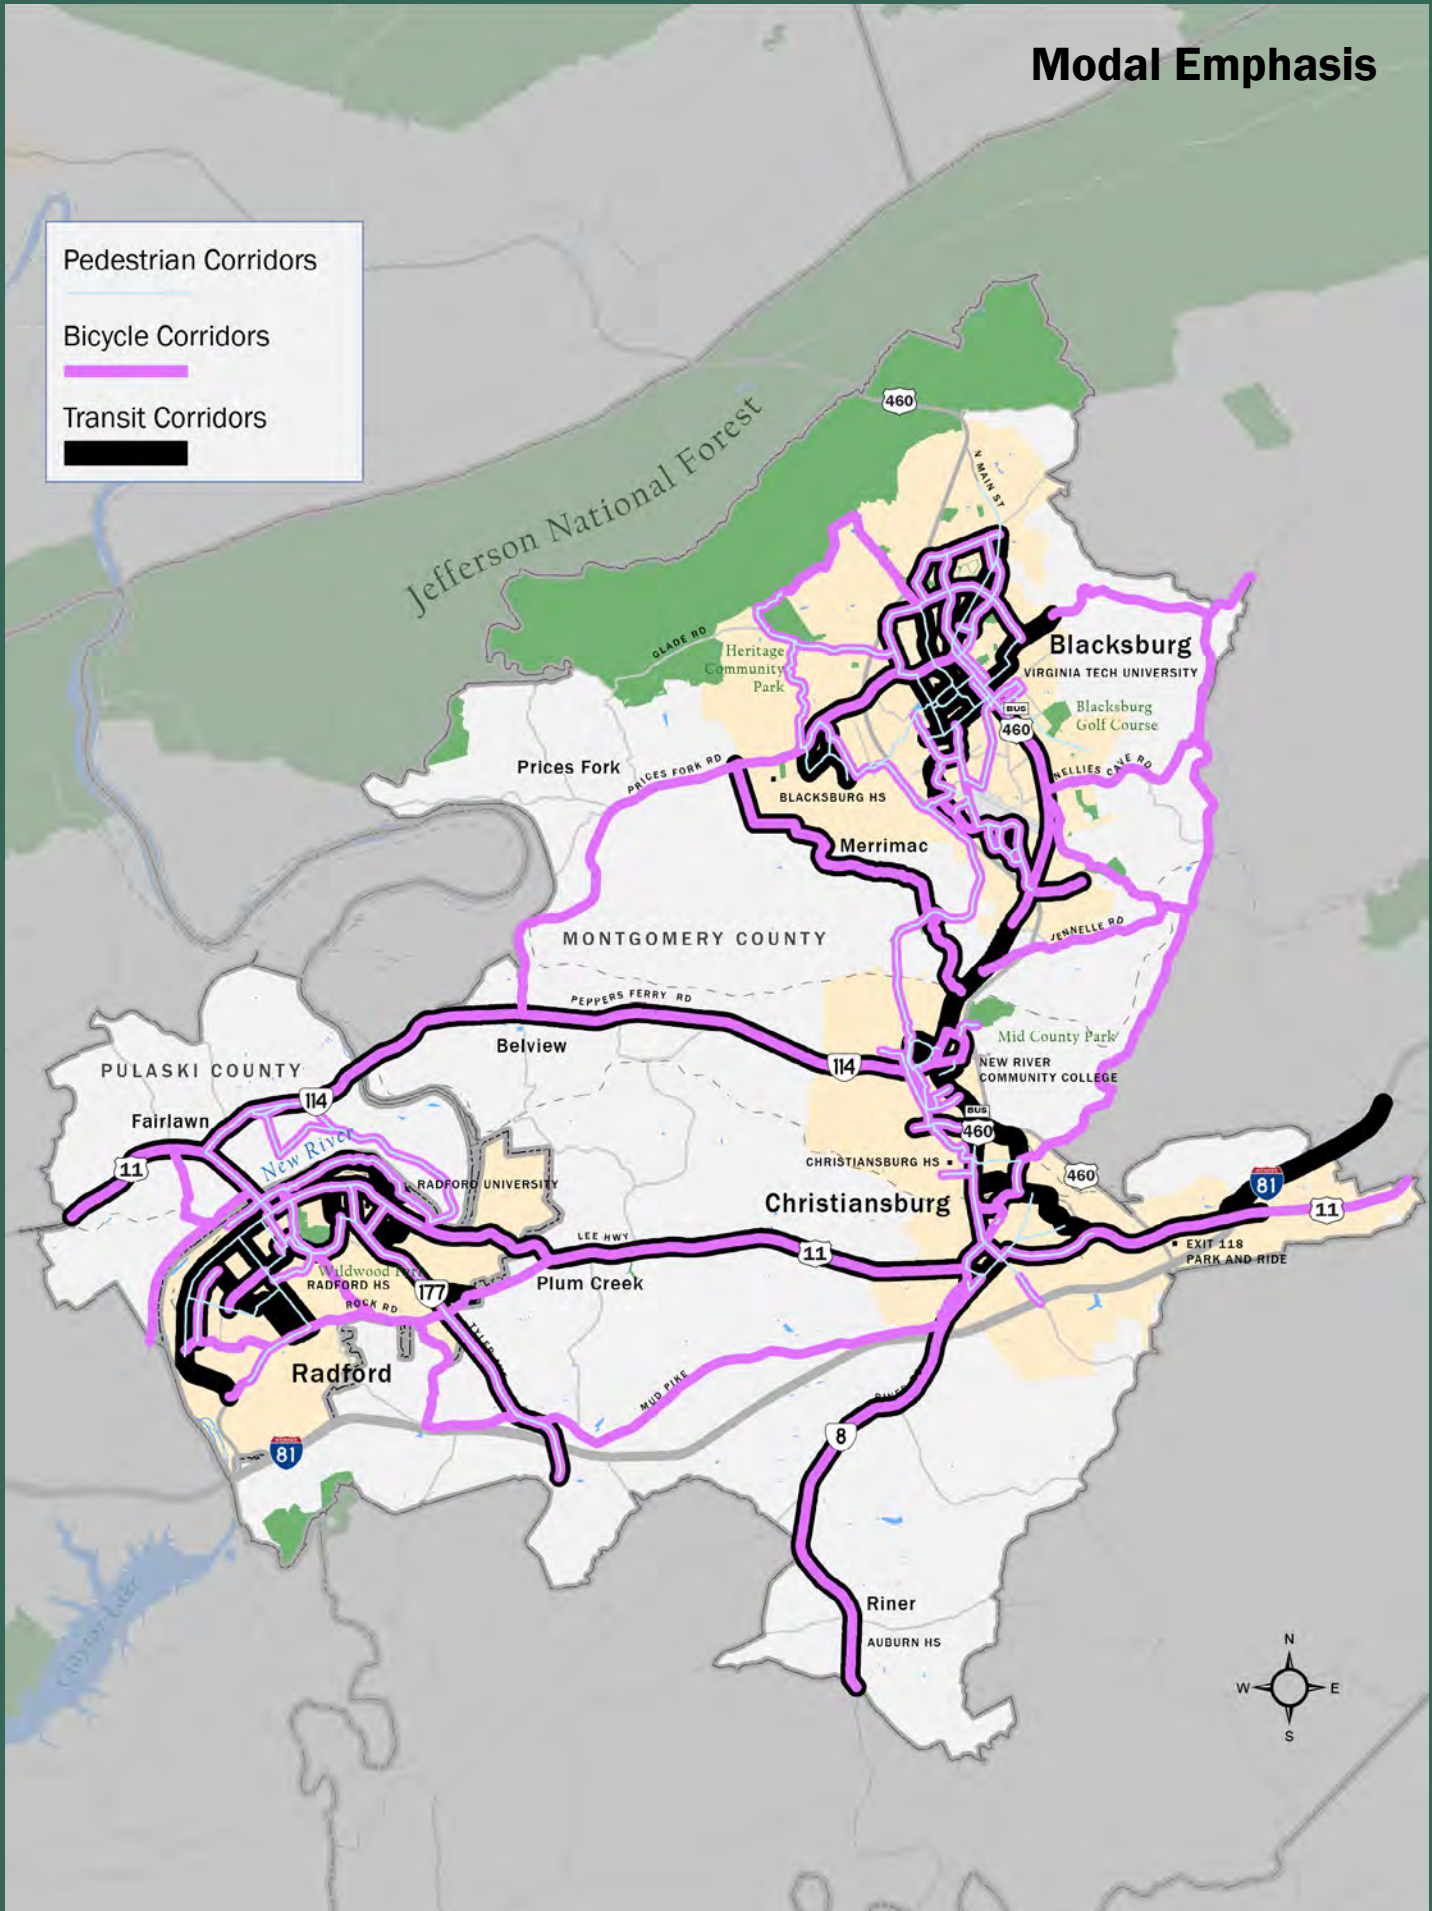 Modal Emphasis
Pedestrian Corridors
Bicycle Corridors
Transit Corridors
Jefferson National Forest
460
N MAIN ST
GLADE RD
Heritage
Community
Park
Blacksburg
VIRGINIA TECH UNIVERSITY
BUS
460
Blacksburg
Golf Course
Prices Fork
PRICES FORK RD
NELLIES CAVE RD
BLACKSBURG HS
Merrimac
MONTGOMERY COUNTY
JENNELLE RD
PEPPERS FERRY RD
Belview
Mid County Park
PULASKI COUNTY
114
NEW RIVER
COMMUNITY COLLEGE
114
Fairlawn
BUS
460
New River
11
CHRISTIANSBURG HS
460
RADFORD UNIVERSITY
81
Christiansburg
11
LEE HWY
11
EXIT 118
PARK AND RIDE
Wildwood Park
RADFORD HS
Plum Creek
177
ROCK RD
TYLER
Radford
MUD PIKE
8
81
Riner
AUBURN HS
Claytor Lake
N
W
E
S